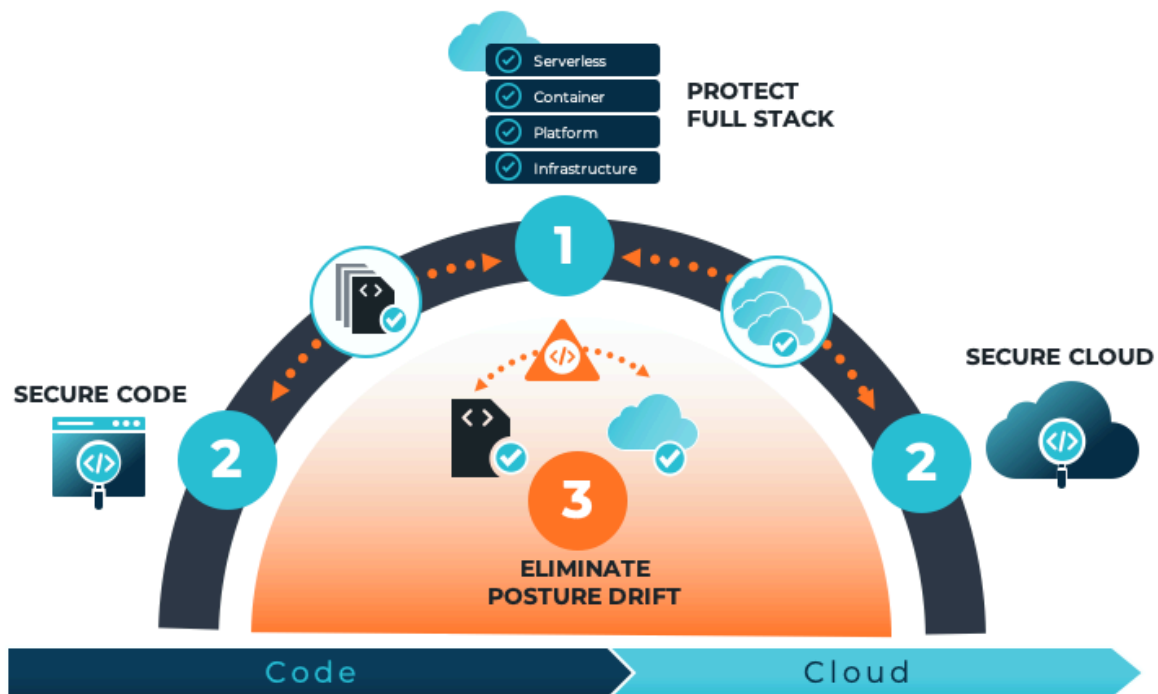 Serverless
Container
Platform
Infrastructure
PROTECT
FULL STACK
1
SECURE CODE
</>
2
< >
</>
< >
SECURE CLOUD
</>
2
3
ELIMINATE
POSTURE DRIFT
Code
Cloud